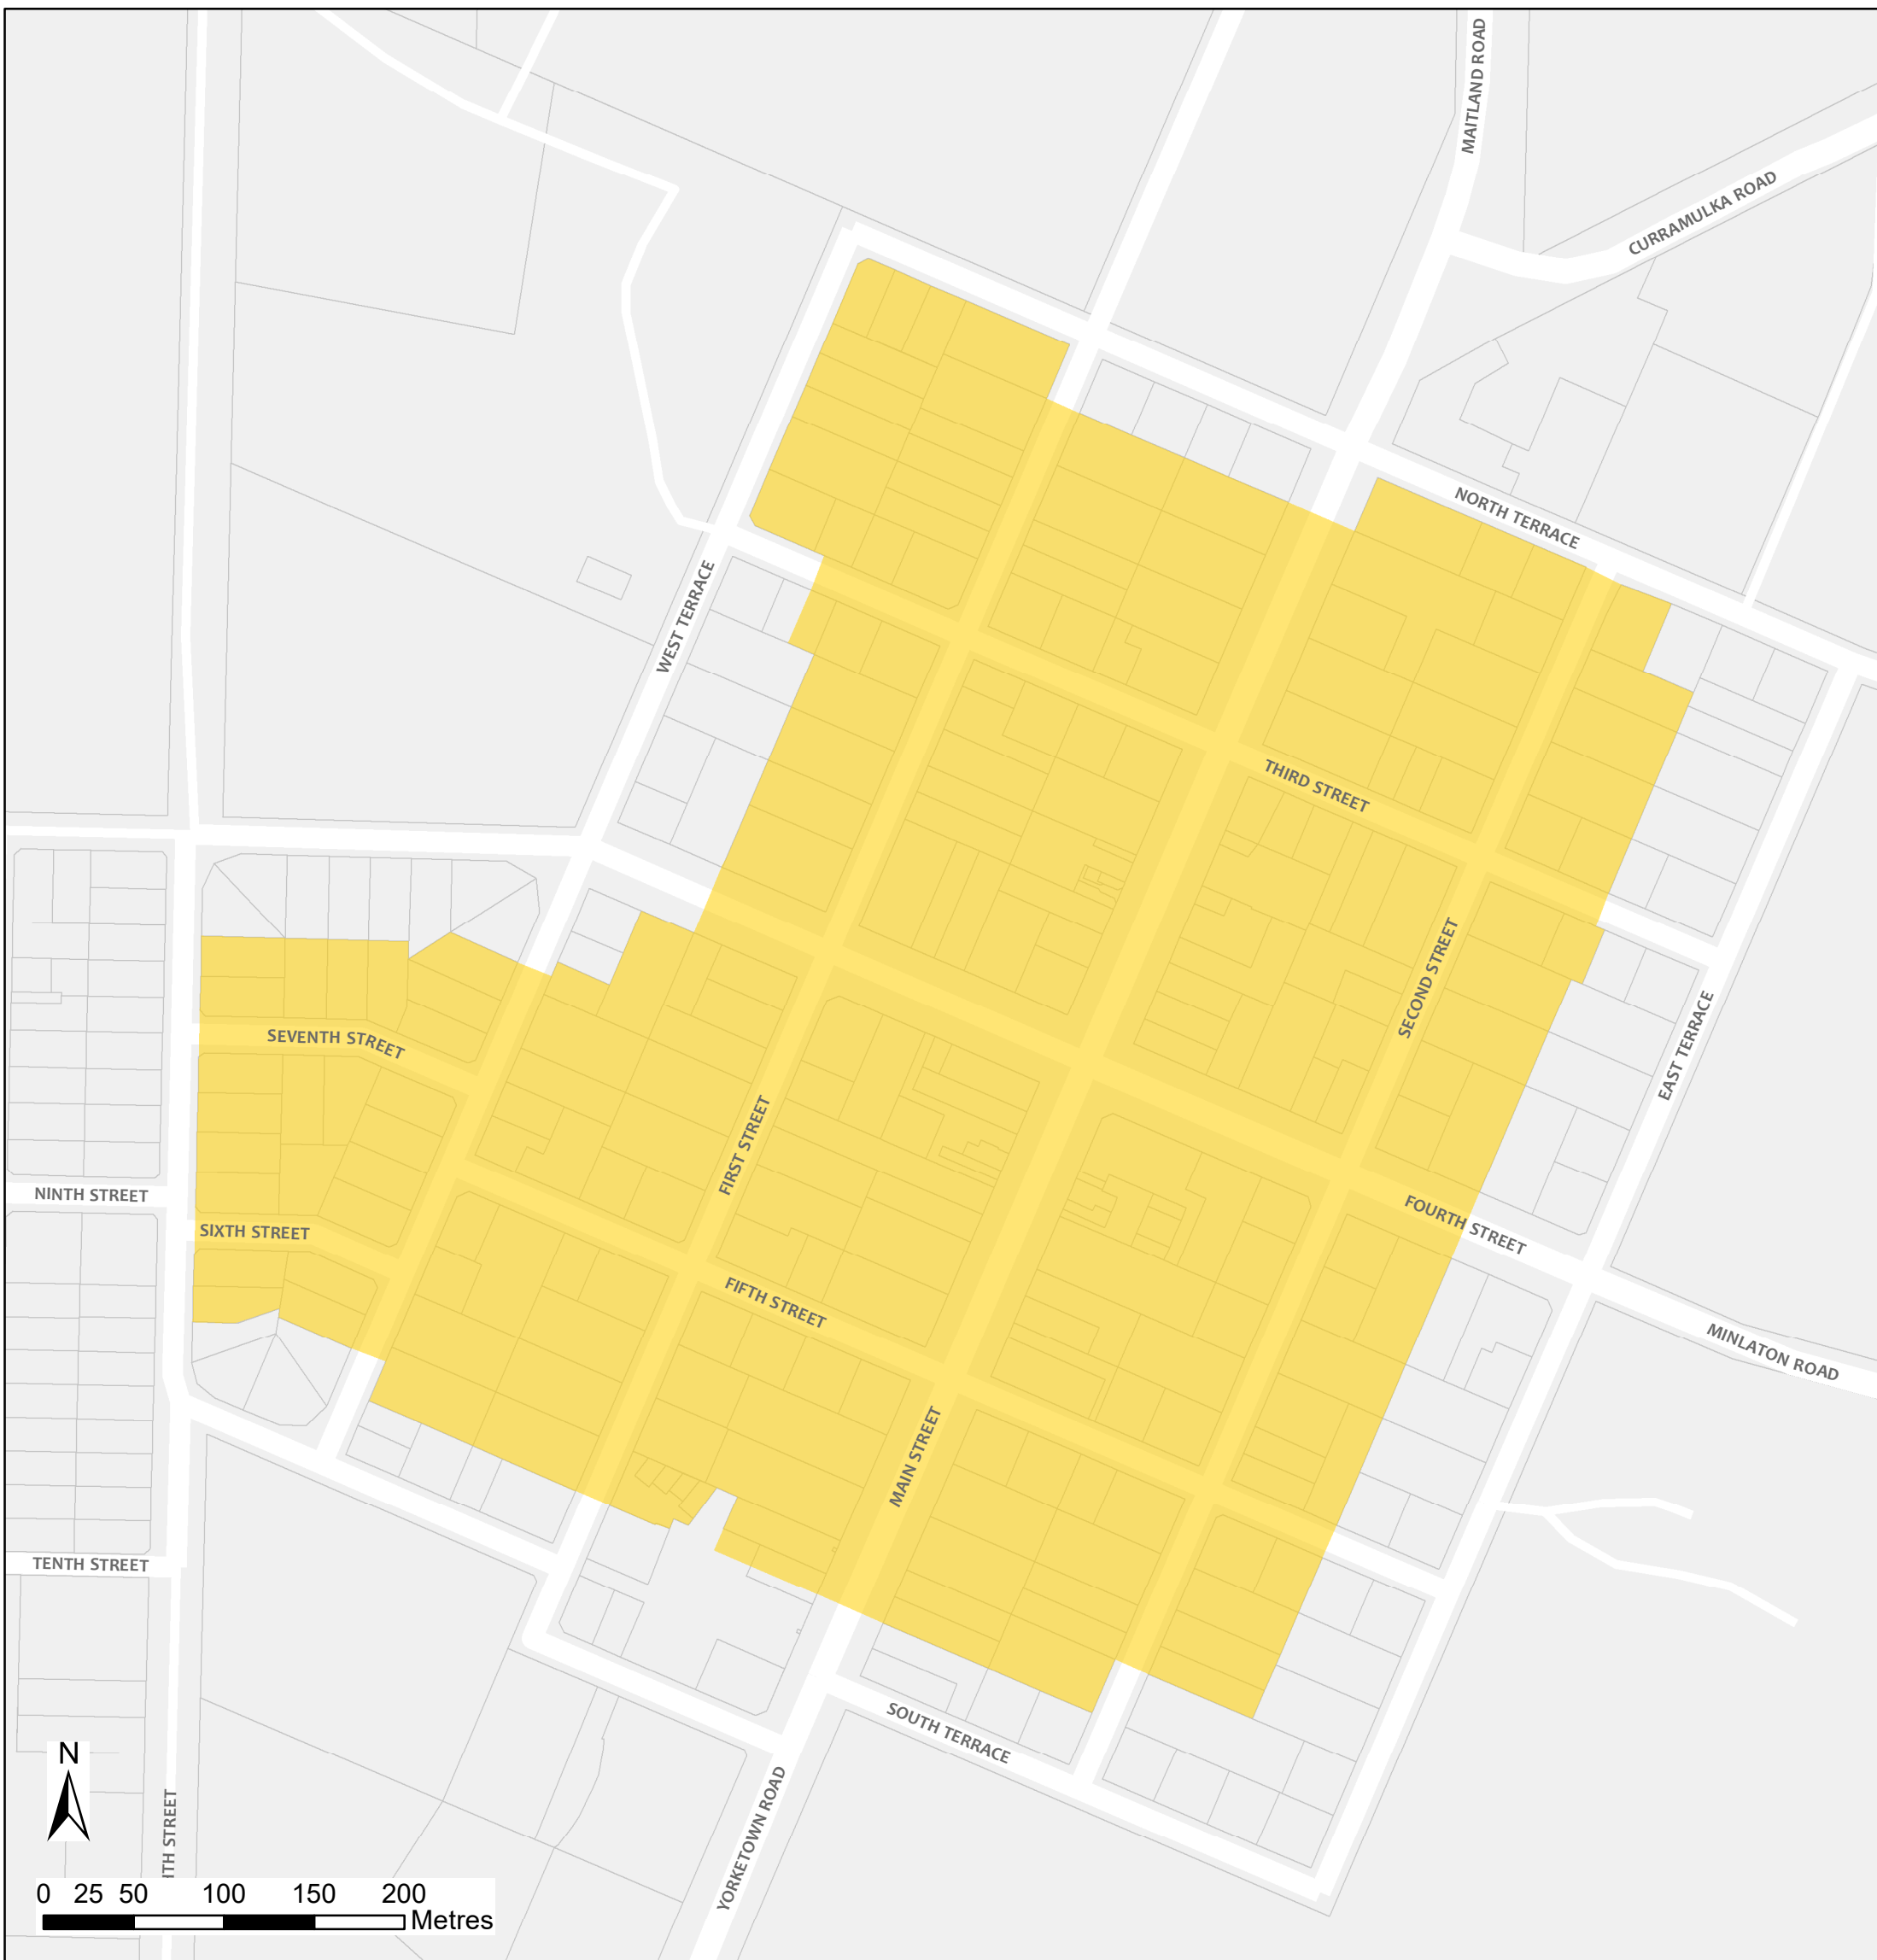 MAITLAND ROAD
CURRAMULKA ROAD
NORTH TERRACE
WEST TERRACE
THIRD STREET
SECOND STREET
EAST TERRACE
SEVENTH STREET
FIRST STREET
NINTH STREET
SIXTH STREET
FOURTH STREET
FIFTH STREET
MINLATON ROAD
MAIN STREET
TENTH STREET
SOUTH TERRACE
YORKETOWN ROAD
STREET
N
0 25 50 100 150 200
Metres